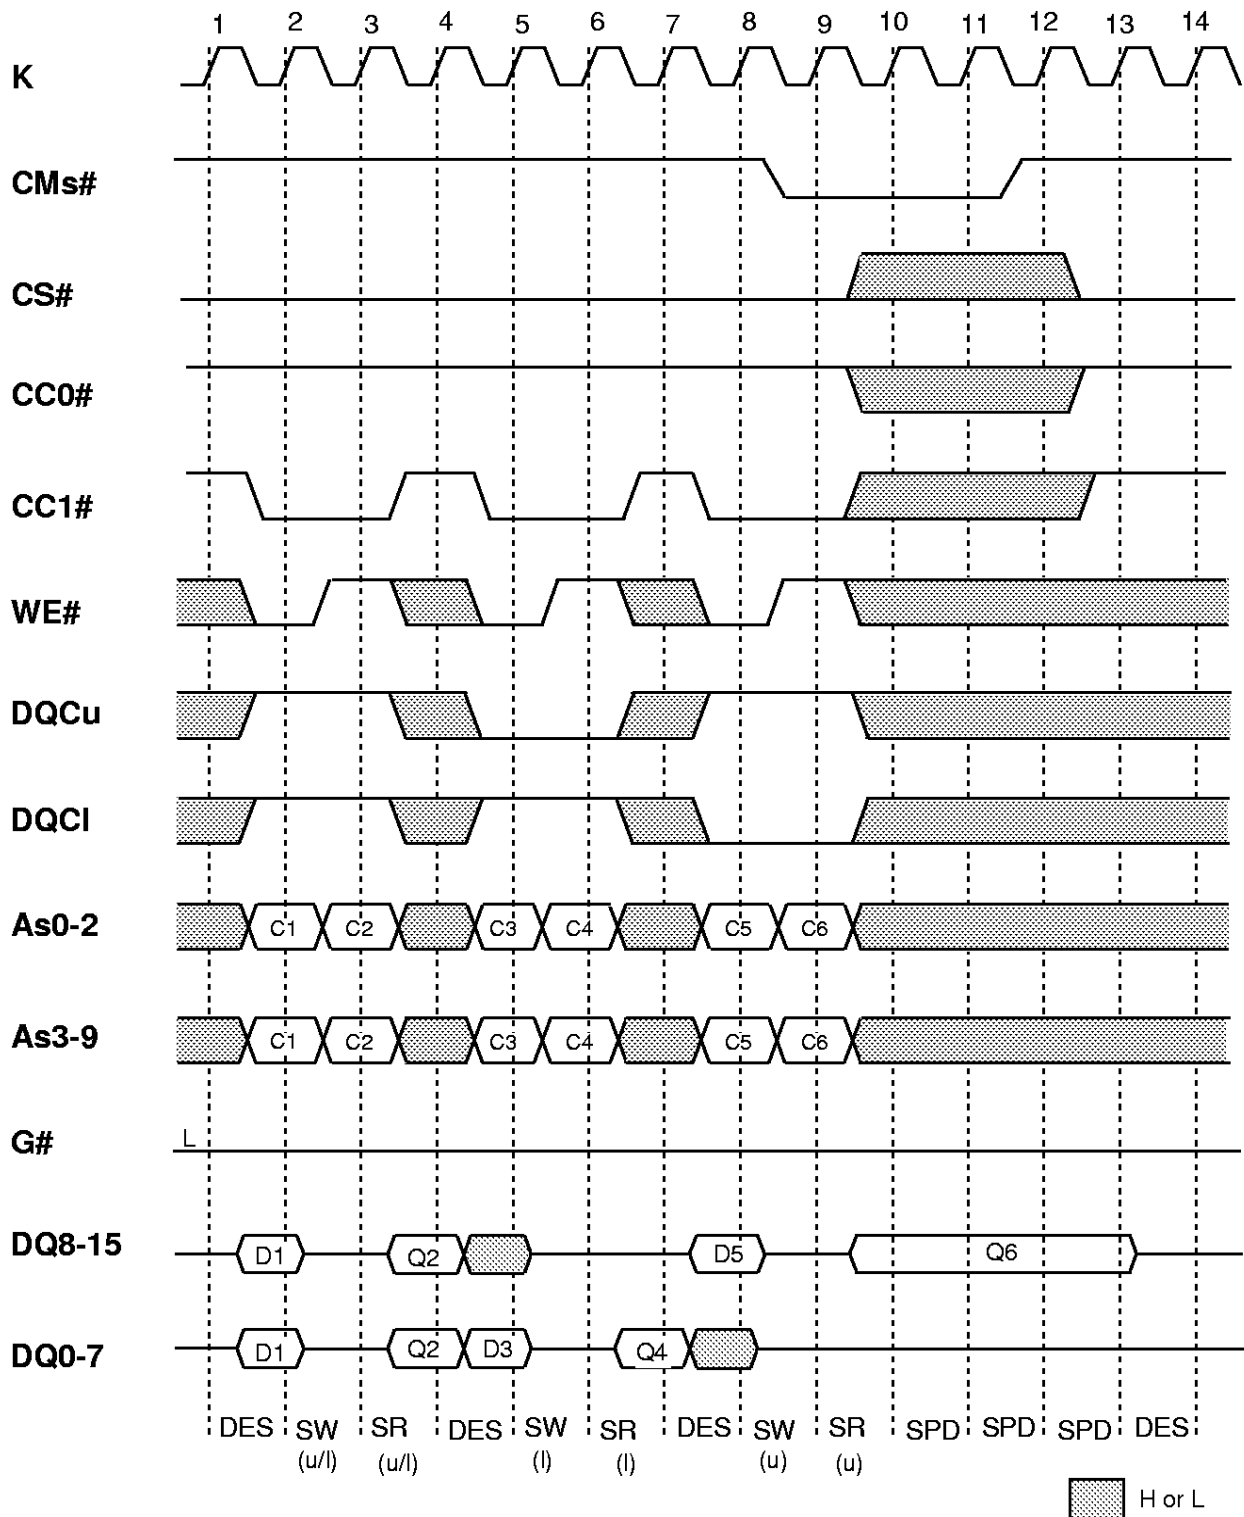 1 2 3 4 5 6 7 8 9 10 11 12 13 14
K
CMs#
CS#
CC0#
CC1#
WE#
DQCu
DQCl
As0-2 C1 C2 C3 C4 C5 C6
As3-9 C1 C2 C3 C4 C5 C6
G# L
DQ8-15 D1 Q2 D5 Q6
DQ0-7 D1 Q2 D3 Q4
DES SW SR DES SW SR DES SW SR SPD SPD SPD DES
(u/l) (u/l) (l) (l) (u) (u)
H or L